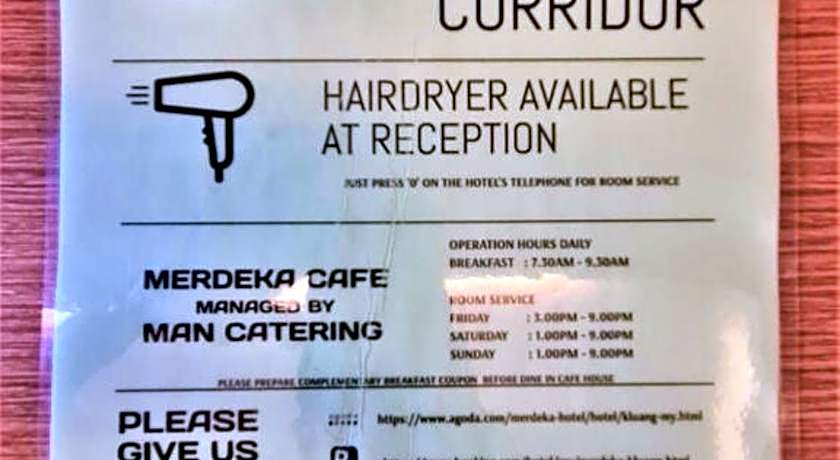 CORRIDOR
HAIRDRYER AVAILABLE
AT RECEPTION
JUST PRESS '0' ON THE HOTEL'S TELEPHONE FOR ROOM SERVICE
MERDEKA CAFE
MANAGED BY
MAN CATERING
OPERATION HOURS DAILY
BREAKFAST : 7.30AM - 9.30AM
ROOM SERVICE
FRIDAY : 3.00PM - 9.00PM
SATURDAY : 1.00PM - 9.00PM
SUNDAY : 1.00PM - 9.00PM
PLEASE PREPARE COMPLEMENTARY BREAKFAST COUPON BEFORE DINE IN CAFE HOUSE
PLEASE
GIVE US
agoda
https://www.agoda.com/merdeka-hotel/hotel/kluang-my.html